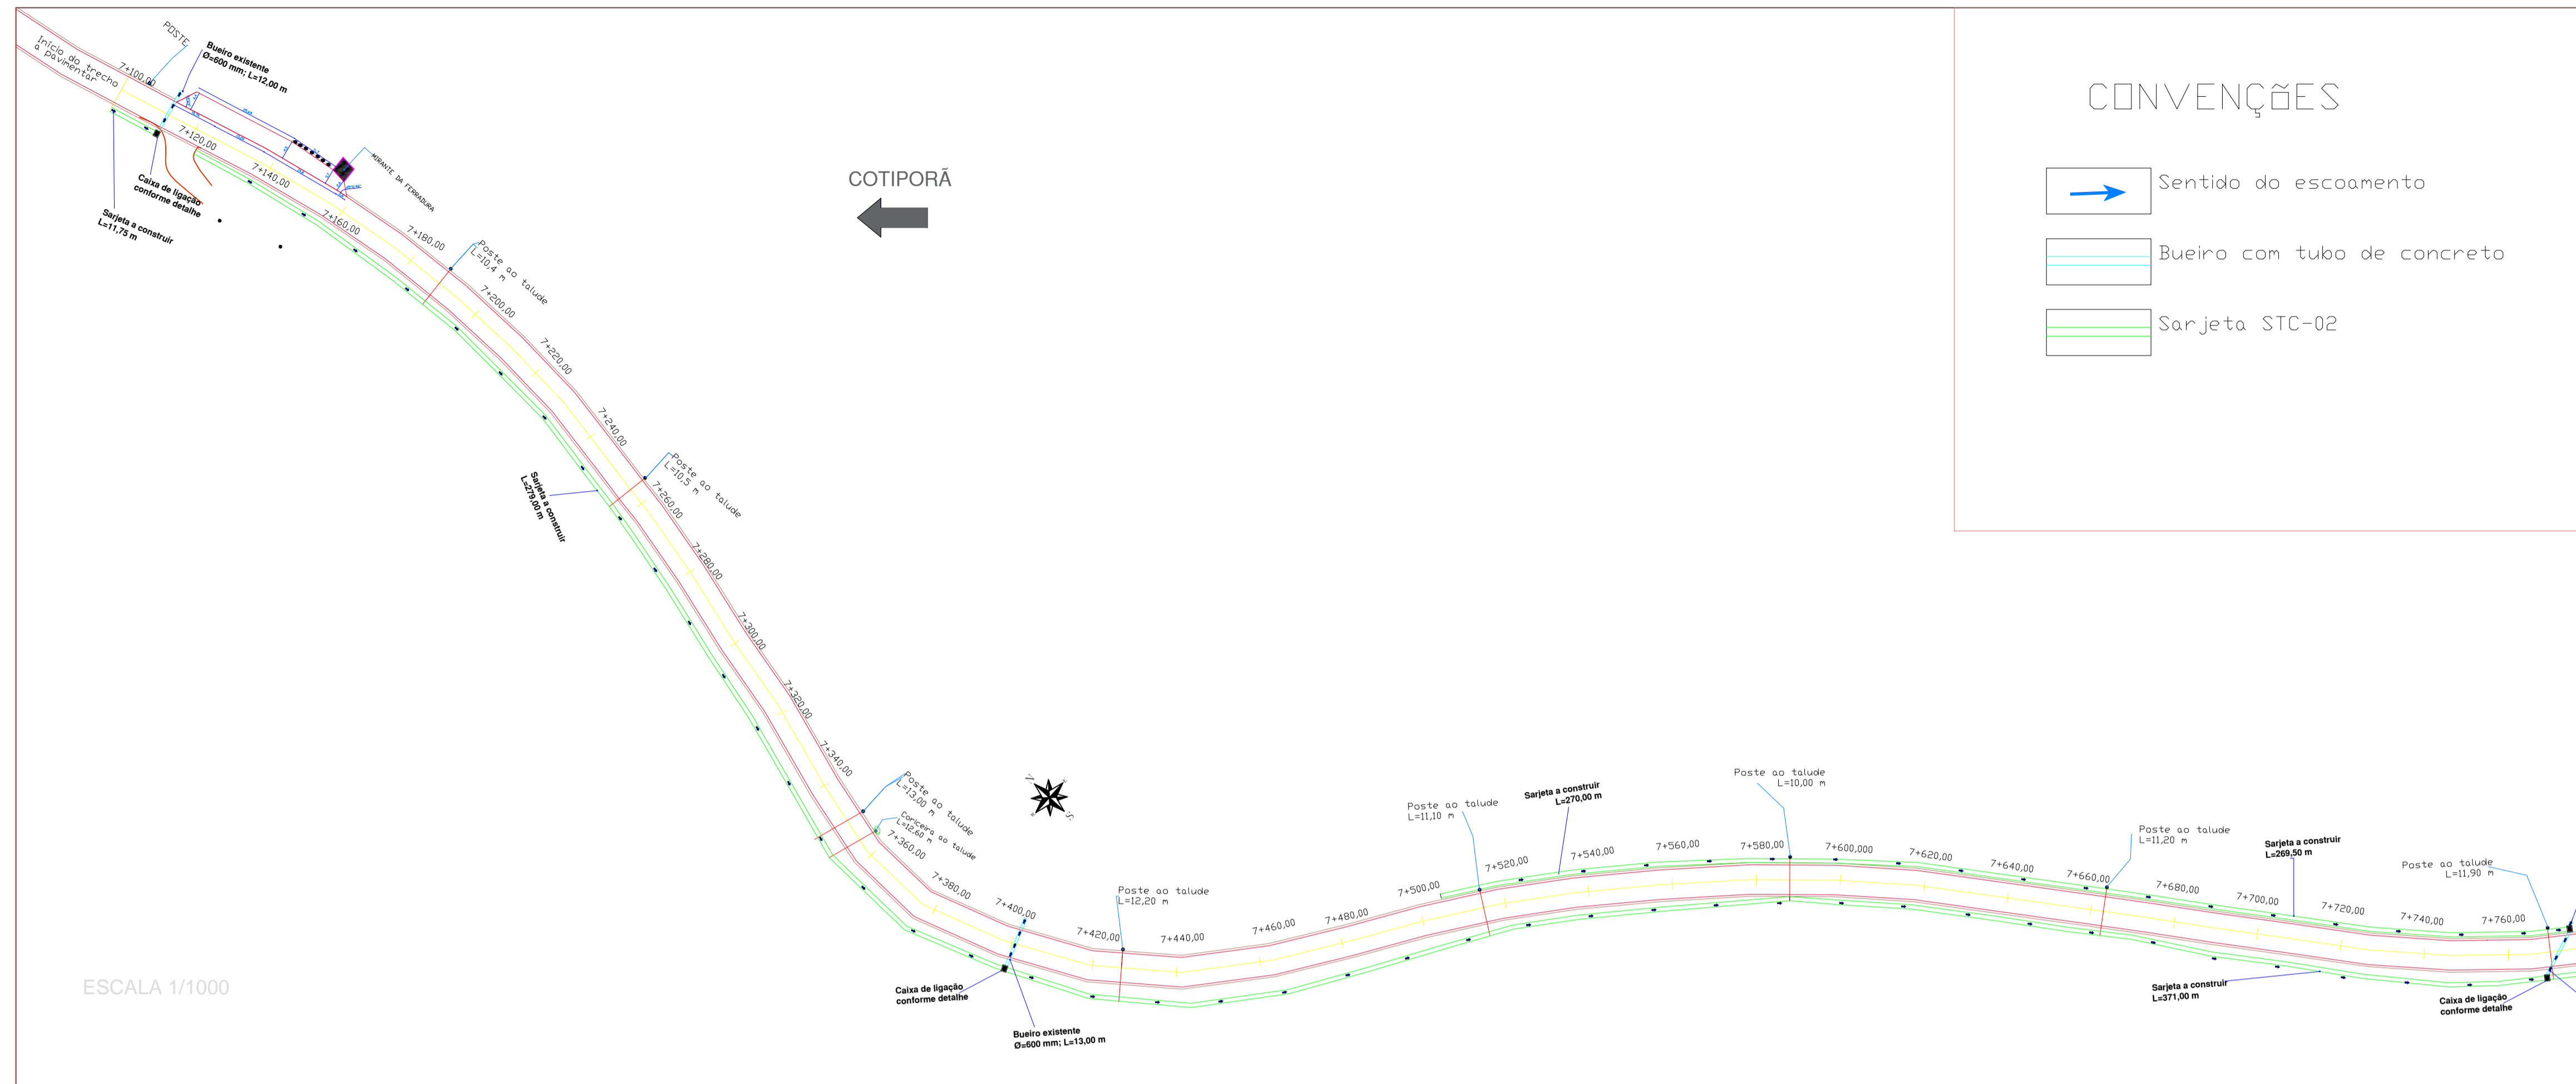 POSTE
Bueiro existente
Ø=600 mm; L=12,00 m
Início do trecho
a pavimentar
7+100,00
7+120,00
7+140,00
7+160,00
7+180,00
7+200,00
7+220,00
7+240,00
7+260,00
7+280,00
7+300,00
7+320,00
7+340,00
7+360,00
7+380,00
7+400,00
7+420,00
7+440,00
7+460,00
7+480,00
7+500,00
7+520,00
7+540,00
7+560,00
7+580,00
7+600,000
7+620,00
7+640,00
7+660,00
7+680,00
7+700,00
7+720,00
7+740,00
7+760,00
MIRANTE DA FERRADURA
Caixa de ligação
conforme detalhe
Sarjeta a construir
L=11,75 m
Poste ao talude
L=10,4 m
COTIPORÃ
Poste ao talude
L=10,5 m
Sarjeta a construir
L=279,00 m
Poste ao talude
L=13,00 m
Coriceira ao talude
L=12,60 m
S
Caixa de ligação
conforme detalhe
Bueiro existente
Ø=600 mm; L=13,00 m
Poste ao talude
L=12,20 m
Poste ao talude
L=11,10 m
Sarjeta a construir
L=270,00 m
Poste ao talude
L=10,00 m
Poste ao talude
L=11,20 m
Sarjeta a construir
L=269,50 m
Poste ao talude
L=11,90 m
Sarjeta a construir
L=371,00 m
Caixa de ligação
conforme detalhe
ESCALA 1/1000
CONVENÇÕES
Sentido do escoamento
Bueiro com tubo de concreto
Sarjeta STC-02